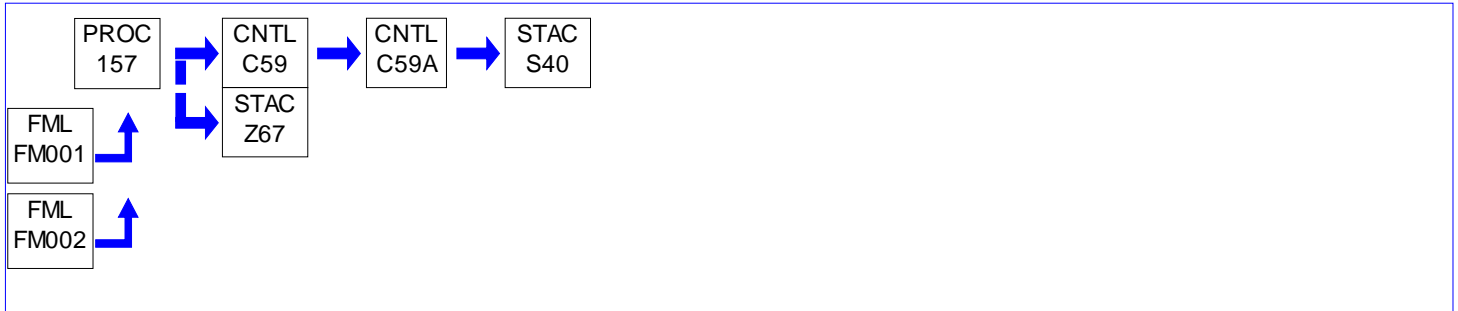 PROC
157
CNTL
C59
CNTL
C59A
STAC
S40
STAC
Z67
FML
FM001
FML
FM002